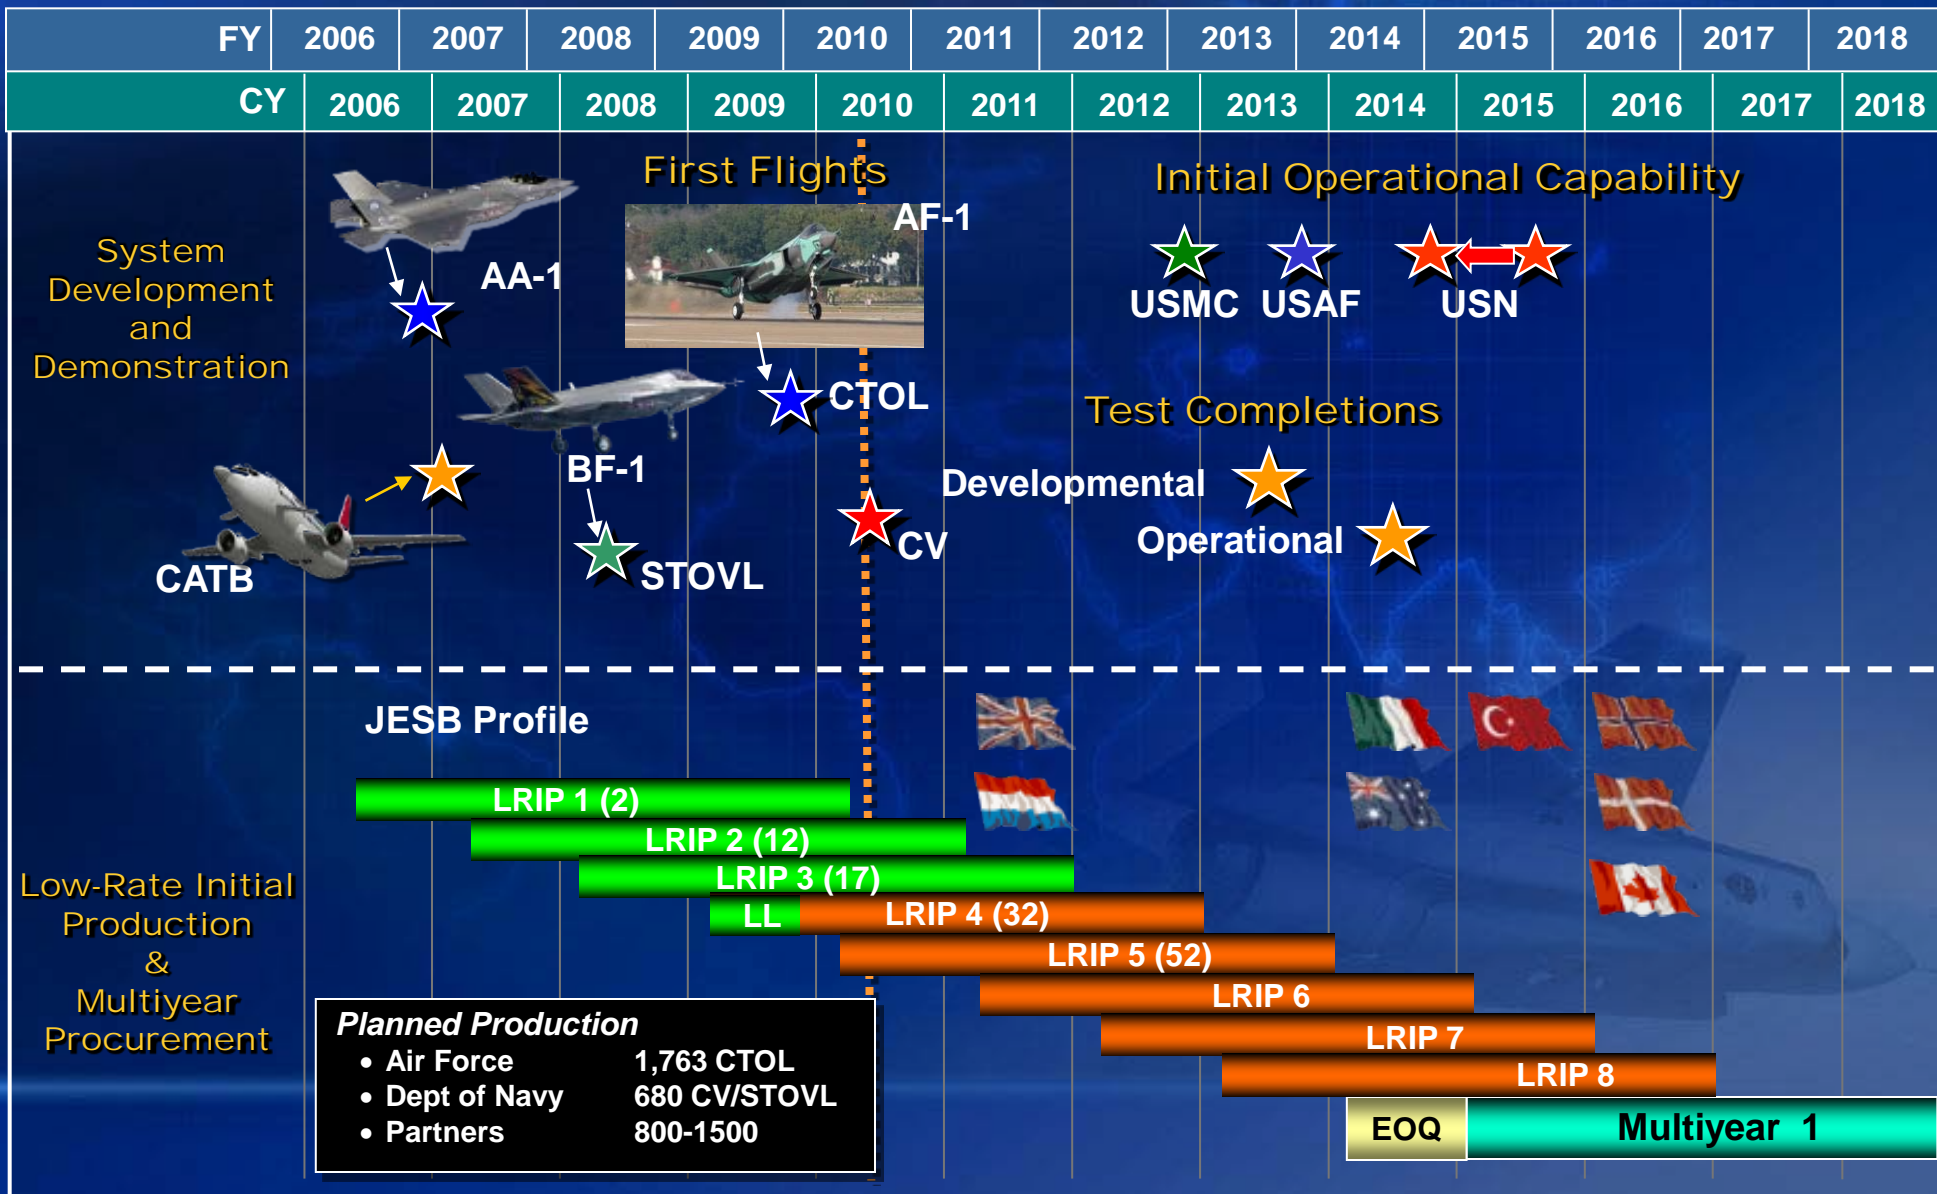 FY 2006 2007 2008 2009 2010 2011 2012 2013 2014 2015 2016 2017 2018
CY 2006 2007 2008 2009 2010 2011 2012 2013 2014 2015 2016 2017 2018
System
Development
and
Demonstration
First Flights
AA-1
AF-1
CTOL
BF-1
STOVL
CATB
CV
Initial Operational Capability
USMC USAF USN
Test Completions
Developmental
Operational
Low-Rate Initial
Production
&
Multiyear
Procurement
JESB Profile
LRIP 1 (2)
LRIP 2 (12)
LRIP 3 (17)
LL LRIP 4 (32)
LRIP 5 (52)
LRIP 6
LRIP 7
LRIP 8
EOQ Multiyear 1
Planned Production
• Air Force 1,763 CTOL
• Dept of Navy 680 CV/STOVL
• Partners 800-1500